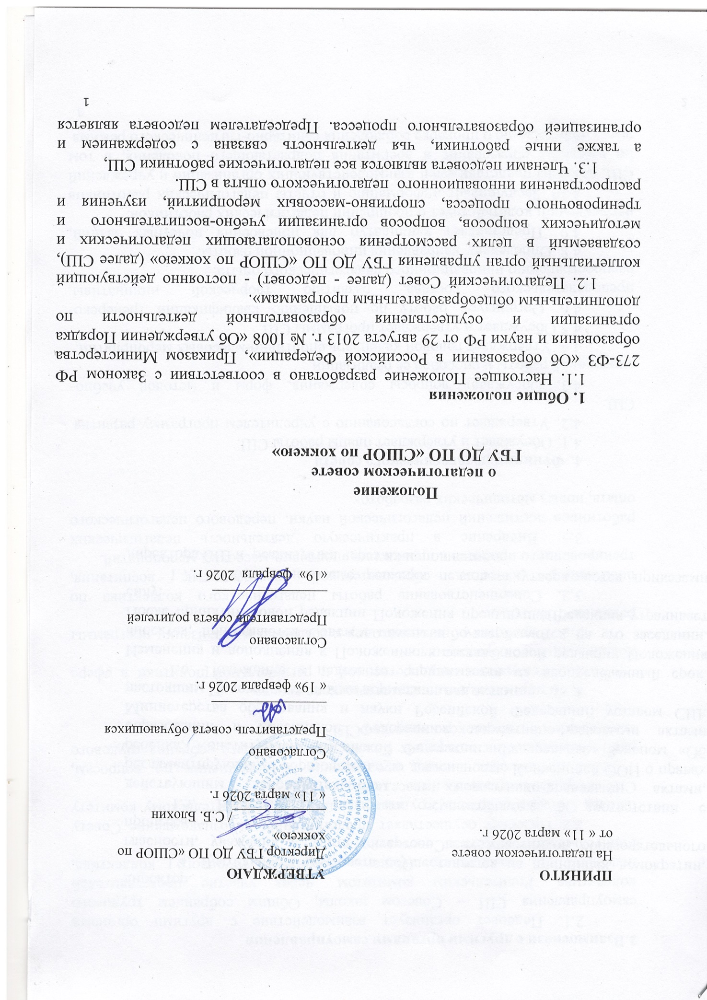 ПРИНЯТО
На педагогическом совете
от « 11» марта 2026 г.
УТВЕРЖДАЮ
Директор ГБУ ДО ПО «СШОР по
хоккею»
/ С.Б. Блохин
« 11» марта 2026 г.
Согласовано
Представитель совета обучающихся
« 19» февраля 2026 г.
Согласовано
Представитель совета родителей
«19» февраля 2026 г.
Положение
о педагогическом совете
ГБУ ДО ПО «СШОР по хоккею»
1. Общие положения
1.1. Настоящее Положение разработано в соответствии с Законом РФ
273-ФЗ «Об образовании в Российской Федерации», Приказом Министерства
образования и науки РФ от 29 августа 2013 г. № 1008 «Об утверждении Порядка
организации и осуществления образовательной деятельности по
дополнительным общеобразовательным программам».
1.2. Педагогический Совет (далее - педсовет) - постоянно действующий
коллегиальный орган управления ГБУ ДО ПО «СШОР по хоккею» (далее СШ),
создаваемый в целях рассмотрения основополагающих педагогических и
методических вопросов, вопросов организации учебно-воспитательного и
тренировочного процесса, спортивно-массовых мероприятий, изучения и
распространения инновационного педагогического опыта в СШ.
1.3. Членами педсовета являются все педагогические работники СШ,
а также иные работники, чья деятельность связана с содержанием и
организацией образовательного процесса. Председателем педсовета является
1